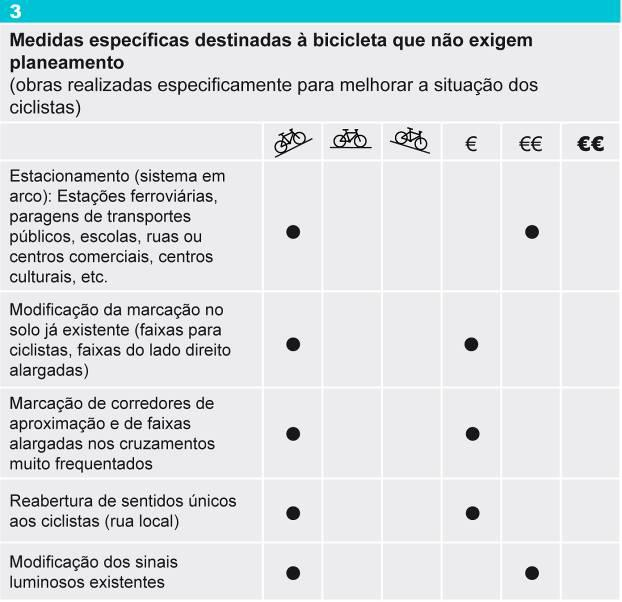 3
Medidas específicas destinadas à bicicleta que não exigem
planeamento
(obras realizadas especificamente para melhorar a situação dos
ciclistas)
€ €€ €€
Estacionamento (sistema em
arco): Estações ferroviárias,
paragens de transportes
públicos, escolas, ruas ou
centros comerciais, centros
culturais, etc.
Modificação da marcação no
solo já existente (faixas para
ciclistas, faixas do lado direito
alargadas)
Marcação de corredores de
aproximação e de faixas
alargadas nos cruzamentos
muito frequentados
Reabertura de sentidos únicos
aos ciclistas (rua local)
Modificação dos sinais
luminosos existentes